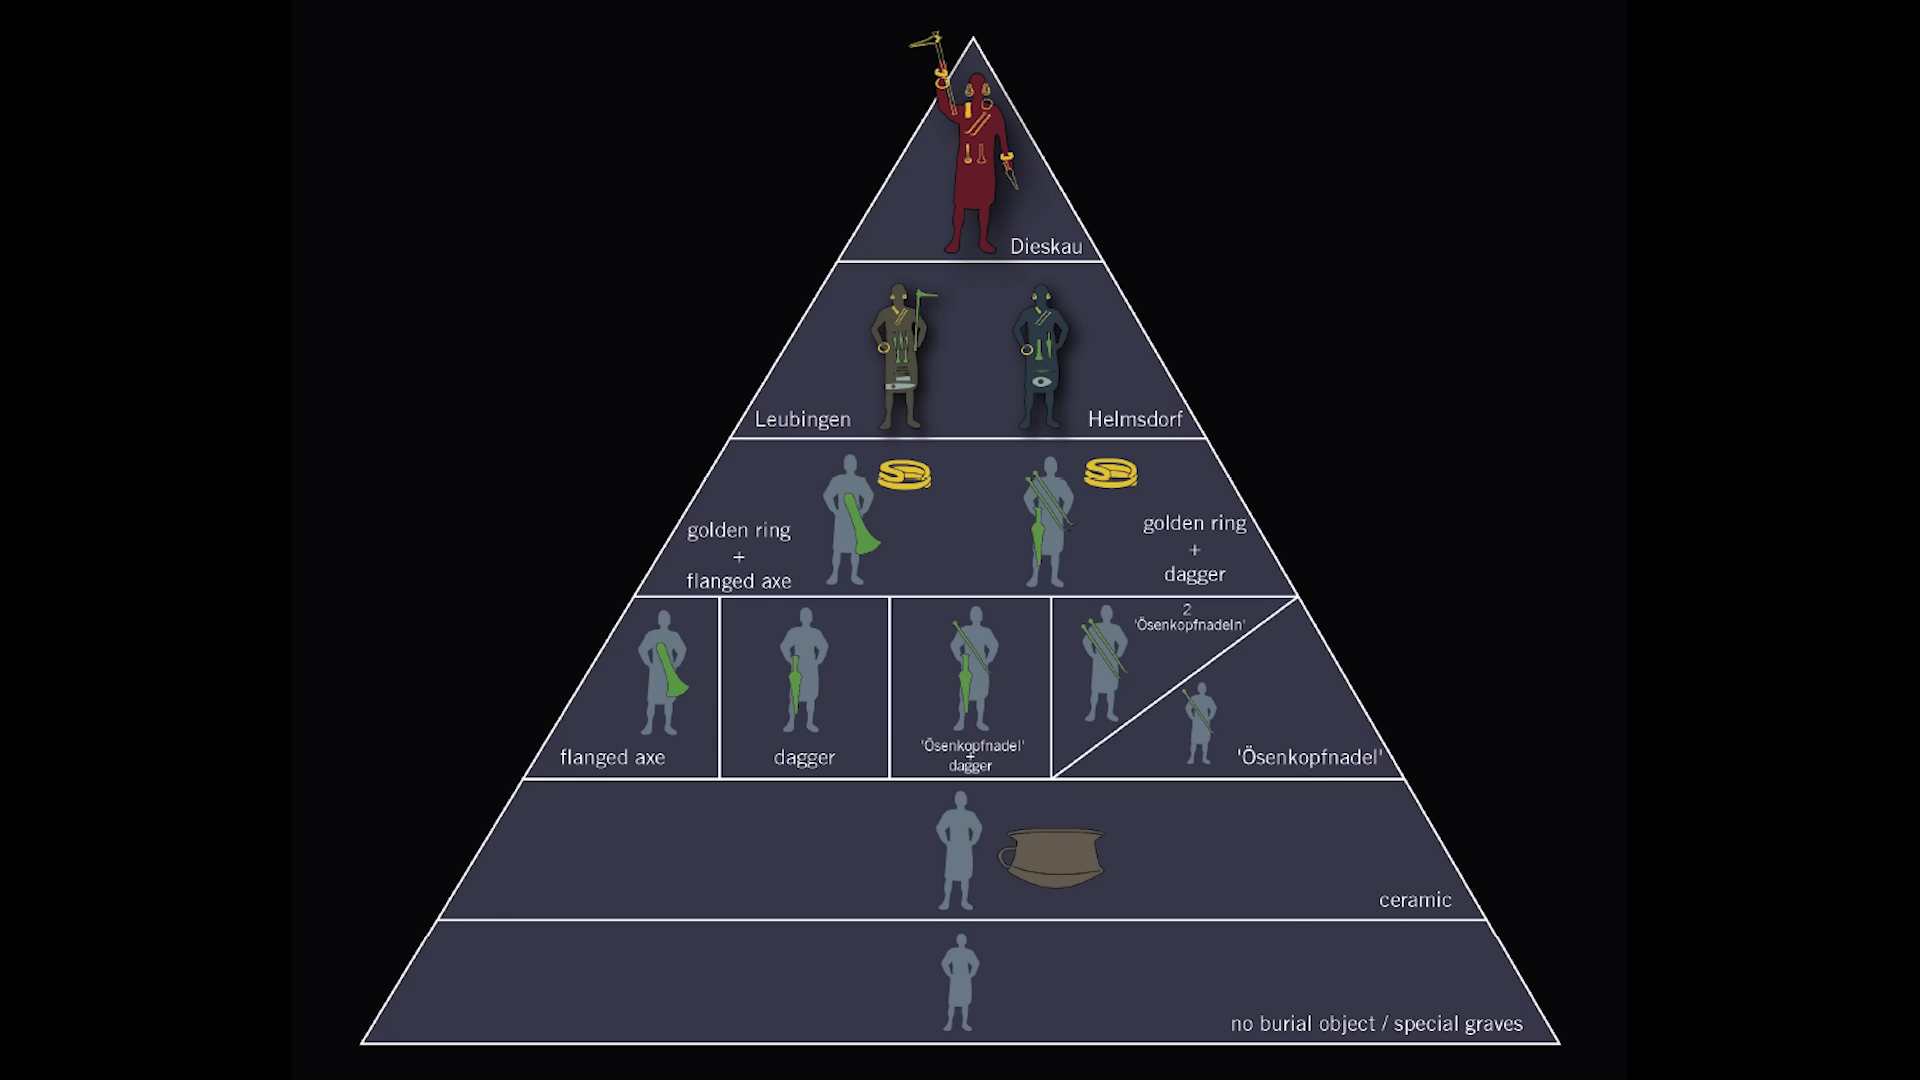 Dieskau
Leubingen
Helmsdorf
golden ring
+
flanged axe
golden ring
+
dagger
flanged axe
dagger
'Ösenkopfnadel'
+
dagger
2
'Ösenkopfnadeln'
'Ösenkopfnadel'
ceramic
no burial object / special graves